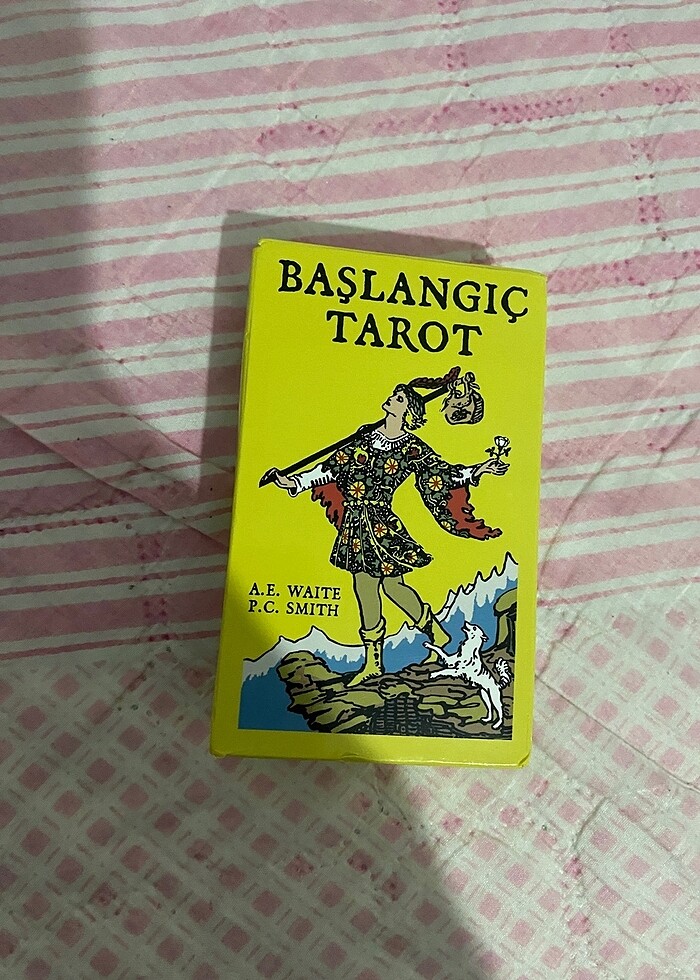 BAŞLANGIÇ
TAROT
A.E. WAITE
P.C. SMITH